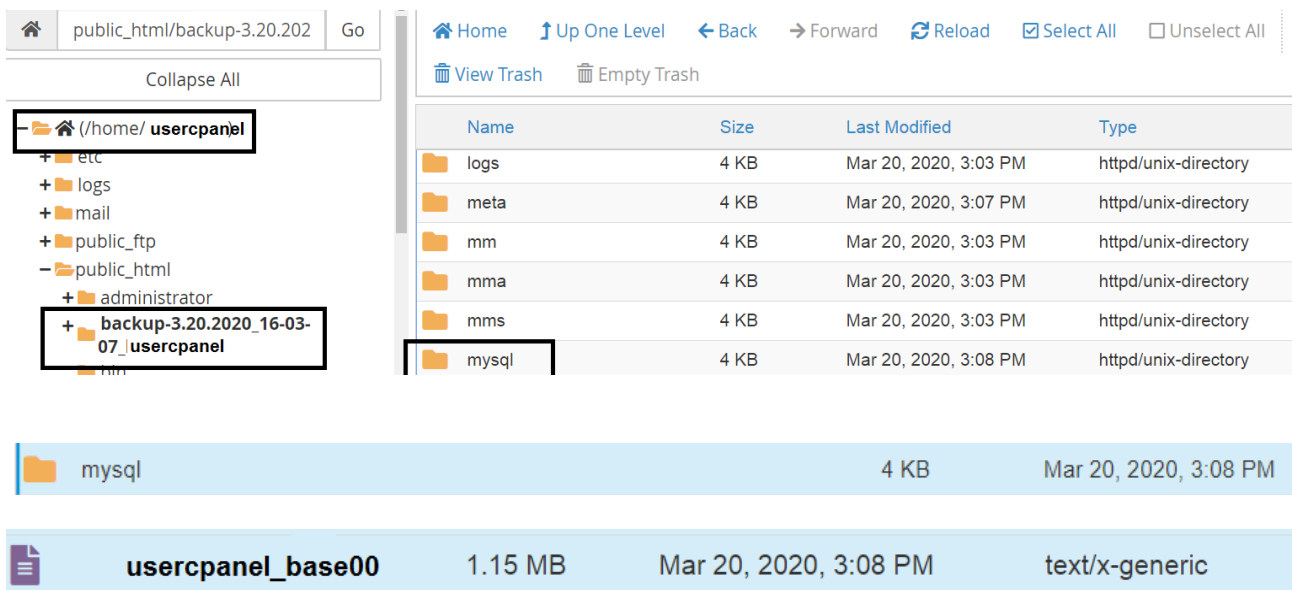 public_html/backup-3.20.202 Go
Collapse All
(/home/ usercpanel)
etc
logs
mail
public_ftp
public_html
administrator
backup-3.20.2020_16-03-
07_usercpanel
bin
Home Up One Level Back Forward Reload Select All Unselect All
View Trash Empty Trash
Name Size Last Modified Type
logs 4 KB Mar 20, 2020, 3:03 PM httpd/unix-directory
meta 4 KB Mar 20, 2020, 3:07 PM httpd/unix-directory
mm 4 KB Mar 20, 2020, 3:03 PM httpd/unix-directory
mma 4 KB Mar 20, 2020, 3:03 PM httpd/unix-directory
mms 4 KB Mar 20, 2020, 3:03 PM httpd/unix-directory
mysql 4 KB Mar 20, 2020, 3:08 PM httpd/unix-directory
mysql 4 KB Mar 20, 2020, 3:08 PM
usercpanel_base00 1.15 MB Mar 20, 2020, 3:08 PM text/x-generic